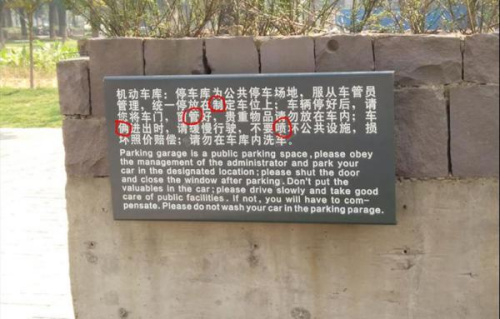 机动车库：停车库为公共停车场地，服从车管员
管理，统一停放在制定车位上；车辆停好后，请
您将车门、窗管好；贵重物品请勿放在车内；车
俩进出时，请缓慢行驶，不要喷坏公共设施，损
坏照价赔偿；请勿在车库内洗车。
Parking garage is a public parking space, please obey
the management of the administrator and park your
car in the designated location; please shut the door
and close the window after parking. Don't put the
valuables in the car; please drive slowly and take good
care of public facilities. If not, you will have to com-
pensate. Please do not wash your car in the parking parage.